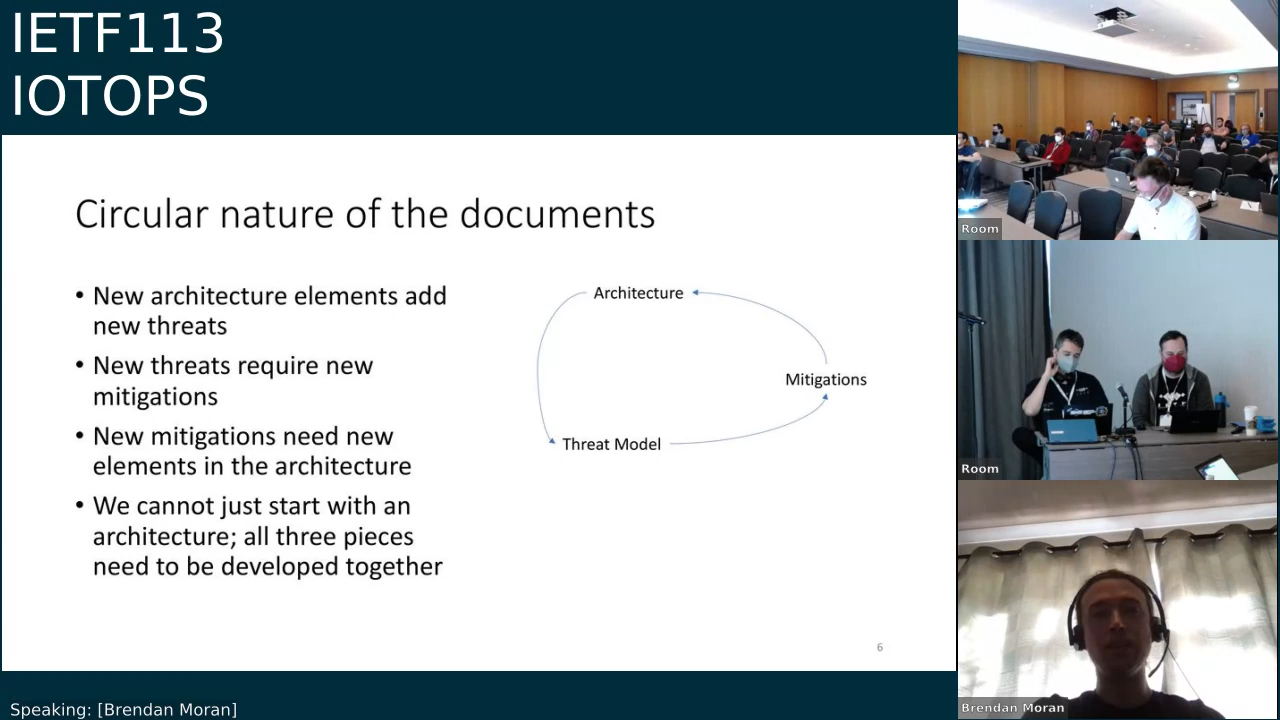 IETF113
IOTOPS
Circular nature of the documents
• New architecture elements add
new threats
• New threats require new
mitigations
• New mitigations need new
elements in the architecture
• We cannot just start with an
architecture; all three pieces
need to be developed together
Architecture
Mitigations
Threat Model
6
Room
Room
Brendan Moran
Speaking: [Brendan Moran]